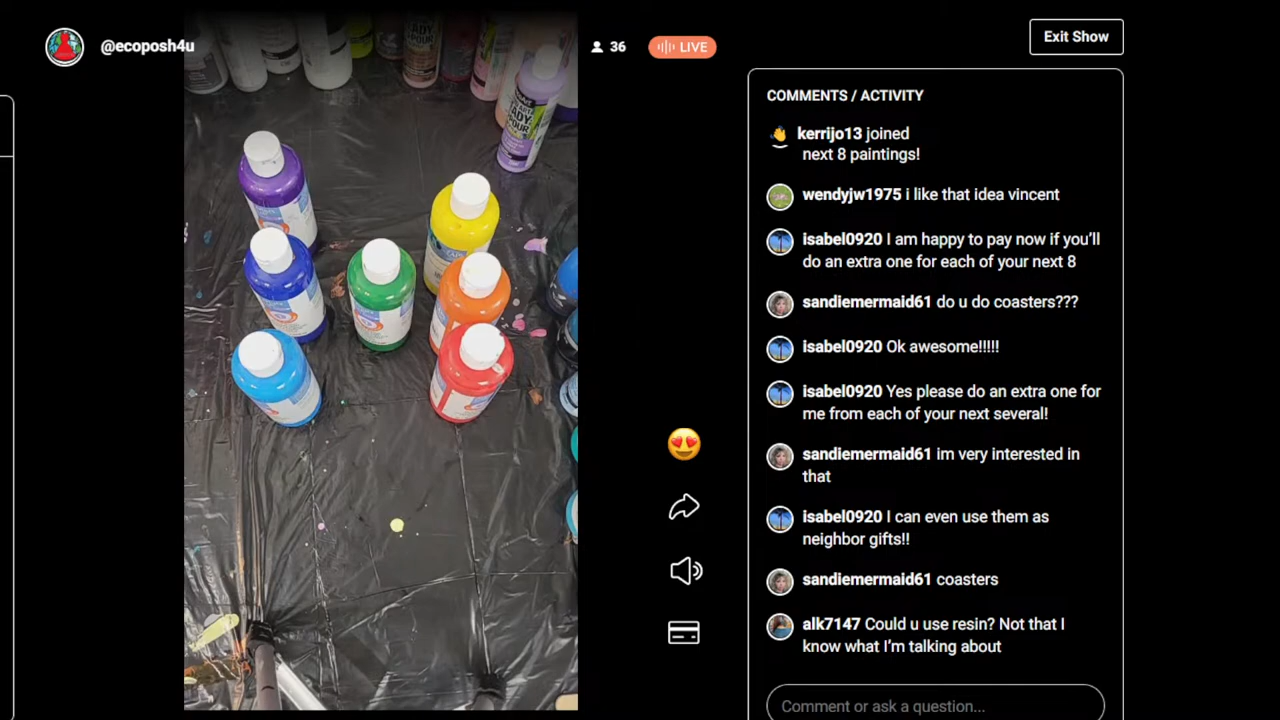 @ecoposh4u
36
LIVE
Exit Show
COMMENTS / ACTIVITY
kerrijo13 joined
next 8 paintings!
wendyjw1975 i like that idea vincent
isabel0920 I am happy to pay now if you'll
do an extra one for each of your next 8
sandiemermaid61 do u do coasters???
isabel0920 Ok awesome!!!!!
isabel0920 Yes please do an extra one for
me from each of your next several!
sandiemermaid61 im very interested in
that
isabel0920 I can even use them as
neighbor gifts!!
sandiemermaid61 coasters
alk7147 Could u use resin? Not that I
know what I'm talking about
Comment or ask a question...